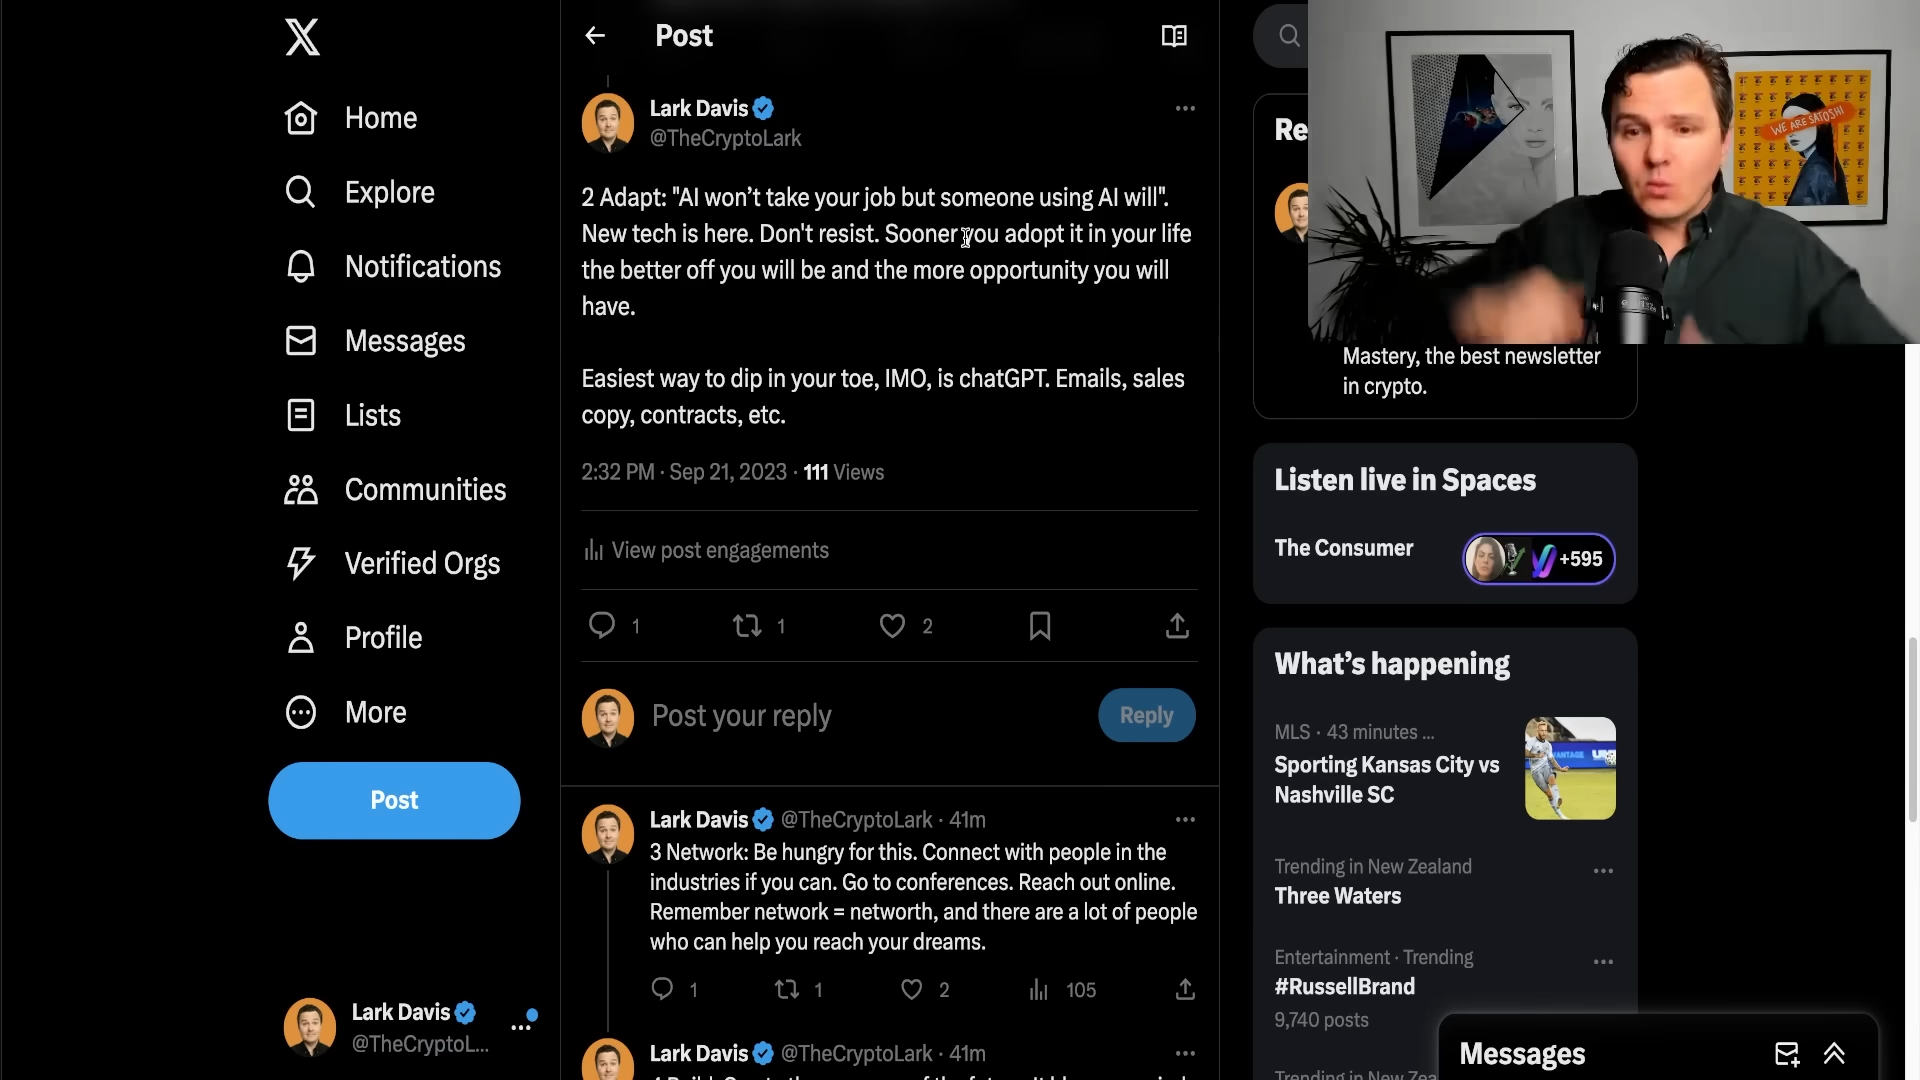 Home
Explore
Notifications
Messages
Lists
Communities
Verified Orgs
Profile
More
Post
Lark Davis
@TheCryptoL...
Post
Lark Davis
@TheCryptoLark
2 Adapt: "AI won’t take your job but someone using AI will".
New tech is here. Don't resist. Sooner you adopt it in your life
the better off you will be and the more opportunity you will
have.
Easiest way to dip in your toe, IMO, is chatGPT. Emails, sales
copy, contracts, etc.
2:32 PM · Sep 21, 2023 · 111 Views
View post engagements
1 1 2
Post your reply
Reply
Lark Davis @TheCryptoLark · 41m
3 Network: Be hungry for this. Connect with people in the
industries if you can. Go to conferences. Reach out online.
Remember network = networth, and there are a lot of people
who can help you reach your dreams.
1 1 2 105
Lark Davis @TheCryptoLark · 41m
Re
WE ARE SATOSHI
Mastery, the best newsletter
in crypto.
Listen live in Spaces
The Consumer
+595
What’s happening
MLS · 43 minutes ...
Sporting Kansas City vs
Nashville SC
Trending in New Zealand
Three Waters
Entertainment · Trending
#RussellBrand
9,740 posts
Messages